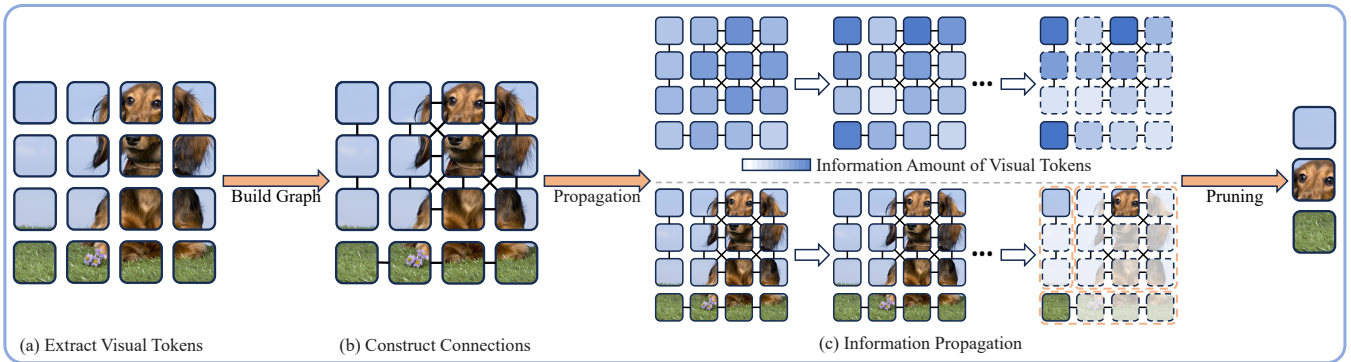 Information Amount of Visual Tokens
Build Graph
Propagation
Pruning
(a) Extract Visual Tokens
(b) Construct Connections
(c) Information Propagation